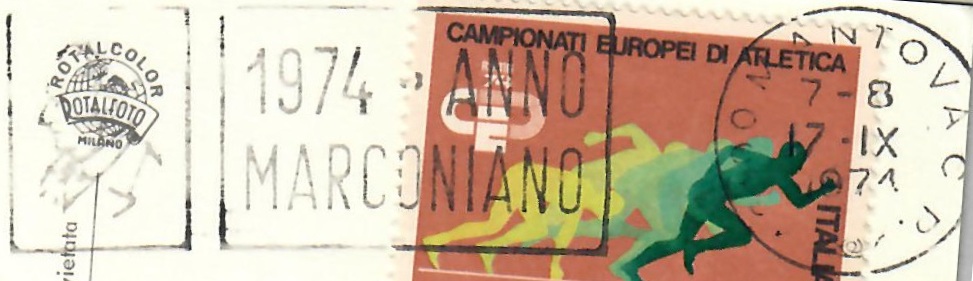 ROTALCOLOR
ROTALFOTO
MILANO
vietata
1974 · ANNO
MARCONIANO
CAMPIONATI EUROPEI DI ATLETICA
ITALIA
MANTOVA C.P.
7-8
17·IX